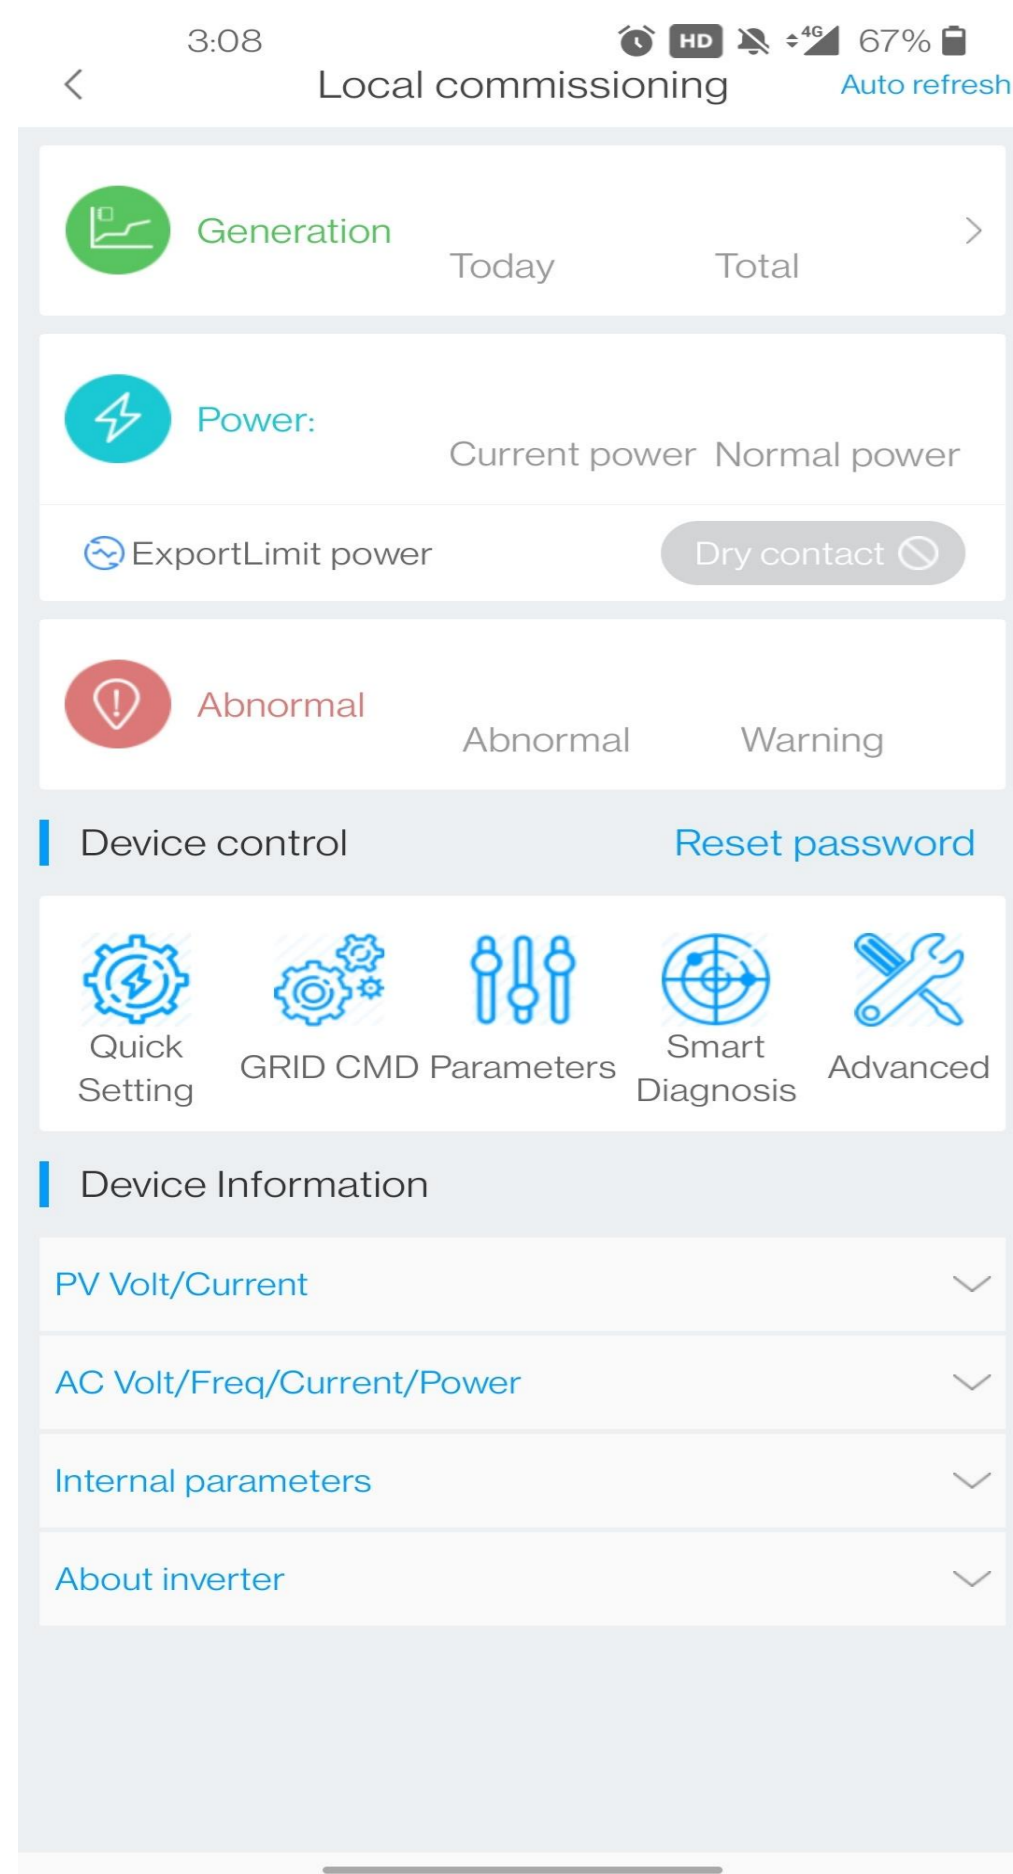 3:08 HD 4G 67%
Local commissioning Auto refresh
Generation
Today Total
Power:
Current power Normal power
ExportLimit power Dry contact
Abnormal
Abnormal Warning
Device control Reset password
Quick Setting
GRID CMD
Parameters
Smart Diagnosis
Advanced
Device Information
PV Volt/Current
AC Volt/Freq/Current/Power
Internal parameters
About inverter